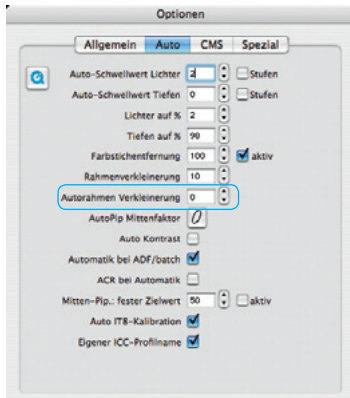 Optionen
Allgemein Auto CMS Spezial
Auto-Schwellwert Lichter 2 Stufen
Auto-Schwellwert Tiefen 0 Stufen
Lichter auf % 2
Tiefen auf % 98
Farbstichentfernung 100 aktiv
Rahmenverkleinerung 10
Autorahmen Verkleinerung 0
AutoPip Mittenfaktor
Auto Kontrast
Automatik bei ADF/batch
ACR bei Automatik
Mitten-Pip.: fester Zielwert 50 aktiv
Auto IT8-Kalibration
Eigener ICC-Profilname